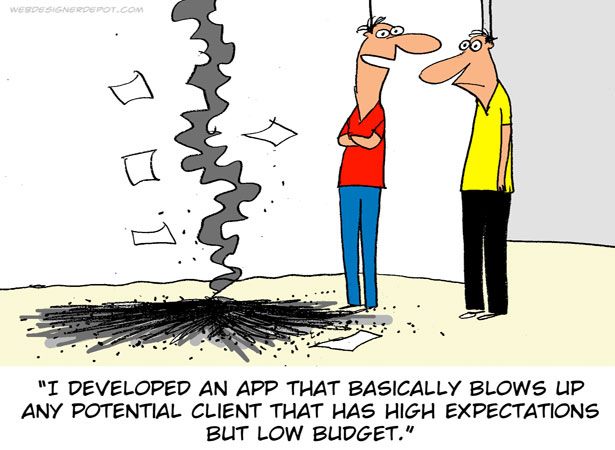 WEBDESIGNERDEPOT.COM
"I DEVELOPED AN APP THAT BASICALLY BLOWS UP
ANY POTENTIAL CLIENT THAT HAS HIGH EXPECTATIONS
BUT LOW BUDGET."